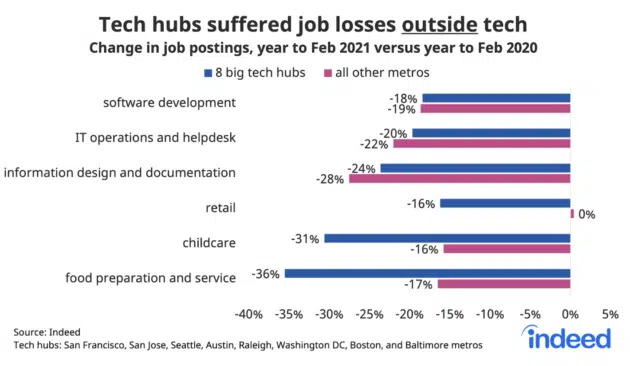 Tech hubs suffered job losses outside tech
Change in job postings, year to Feb 2021 versus year to Feb 2020
8 big tech hubs all other metros
software development -18%
-19%
IT operations and helpdesk -20%
-22%
information design and documentation -24%
-28%
retail -16%
0%
childcare -31%
-16%
food preparation and service -36%
-17%
-40% -35% -30% -25% -20% -15% -10% -5% 0% 5%
Source: Indeed
Tech hubs: San Francisco, San Jose, Seattle, Austin, Raleigh, Washington DC, Boston, and Baltimore metros
indeed